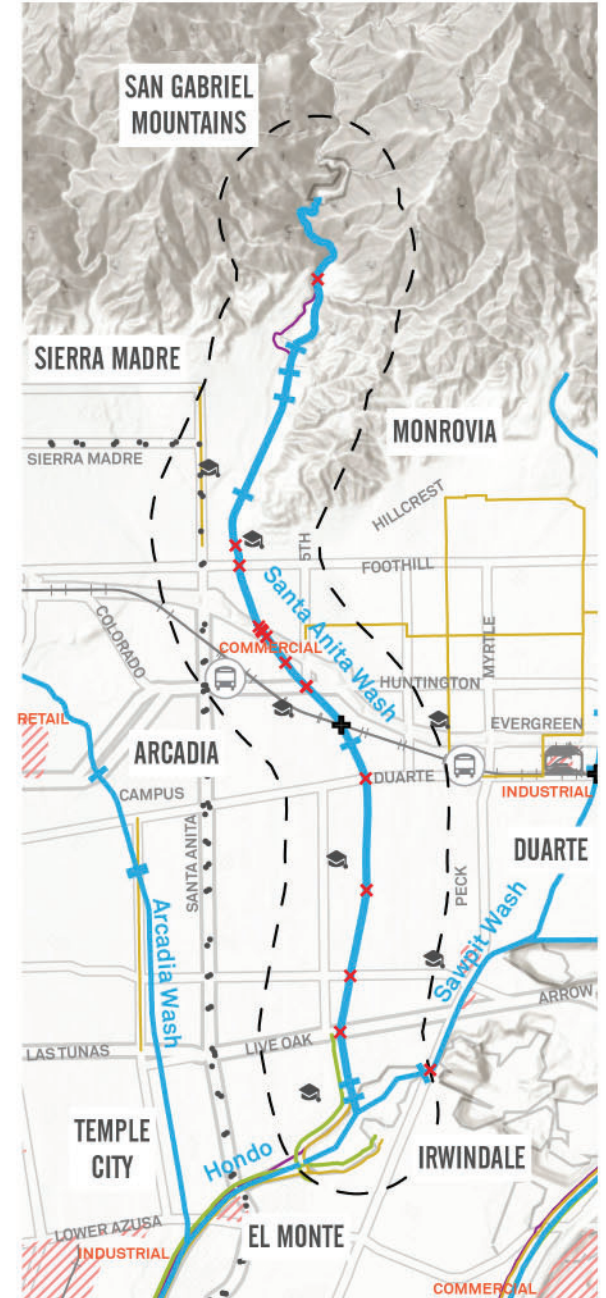 SAN GABRIEL
MOUNTAINS
SIERRA MADRE
MONROVIA
SIERRA MADRE
HILLCREST
5TH
FOOTHILL
Santa Anita Wash
COLORADO
COMMERCIAL
MYRTLE
HUNTINGTON
RETAIL
EVERGREEN
ARCADIA
DUARTE
CAMPUS
INDUSTRIAL
DUARTE
SANTA ANITA
PECK
Arcadia Wash
Sawpit Wash
ARROW
LIVE OAK
LAS TUNAS
TEMPLE
CITY
Hondo
IRWINDALE
LOWER AZUSA
EL MONTE
INDUSTRIAL
COMMERCIAL